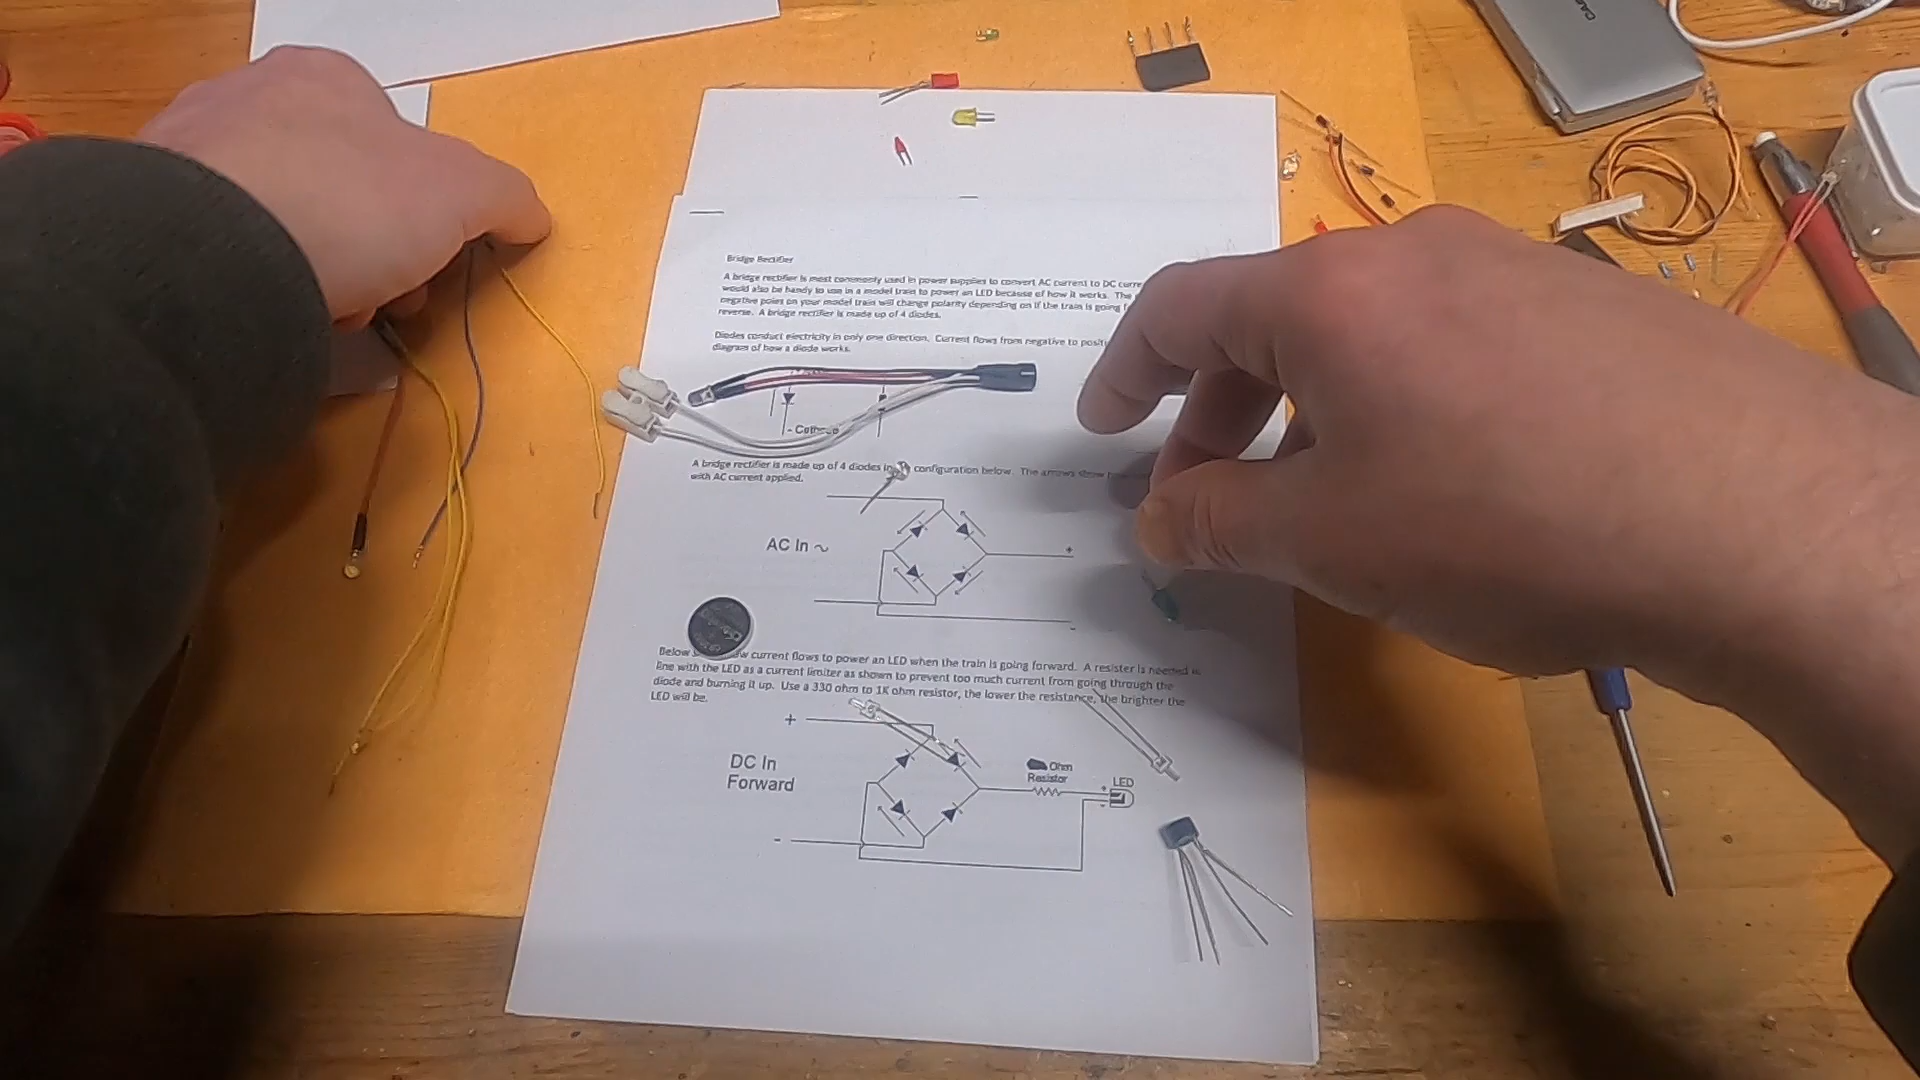 Bridge Rectifier
A bridge rectifier is most commonly used in power supplies to convert AC current to DC curre
would also be handy to use in a model train to power an LED because of how it works. The
negative poles on your model train will change polarity depending on if the train is going f
reverse. A bridge rectifier is made up of 4 diodes.
Diodes conduct electricity in only one direction. Current flows from negative to positi
diagram of how a diode works.
- Cathode
A bridge rectifier is made up of 4 diodes in configuration below. The arrows show
with AC current applied.
AC In ~
+
-
Below current flows to power an LED when the train is going forward. A resister is needed
line with the LED as a current limiter as shown to prevent too much current from going through the
diode and burning it up. Use a 330 ohm to 1K ohm resistor, the lower the resistance, the brighter the
LED will be.
+
DC In
Forward
Ohm
Resistor
LED
+
-
-